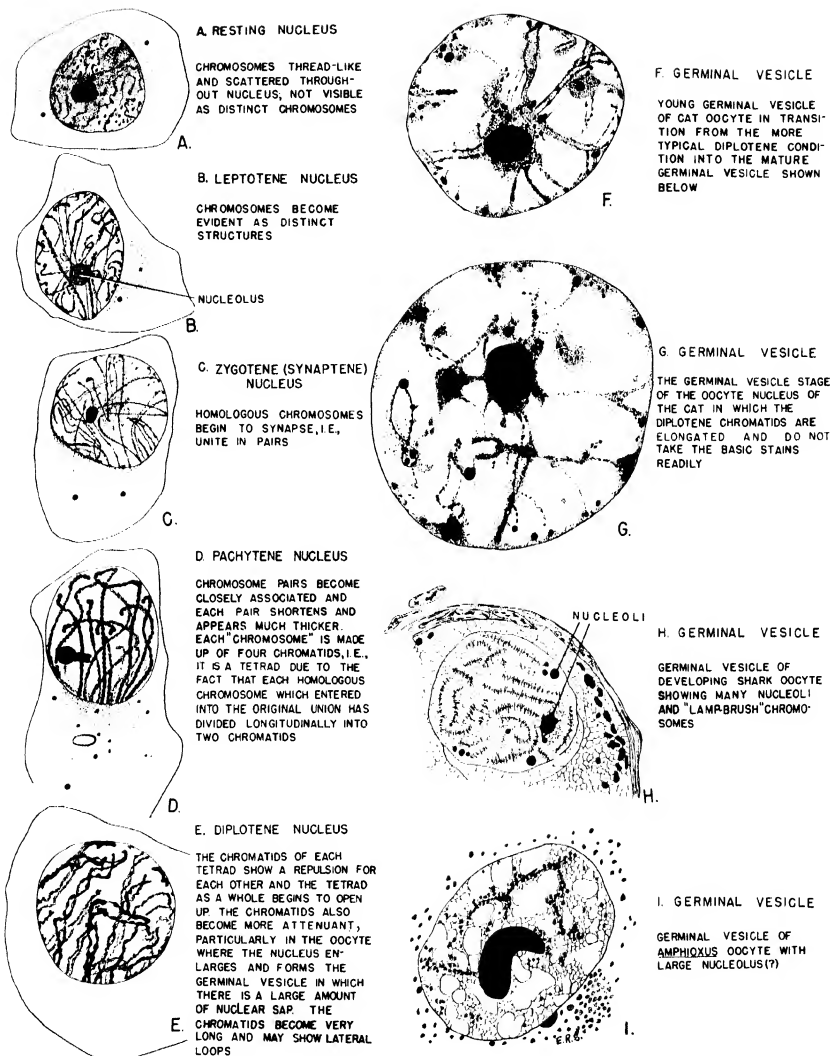 A. RESTING NUCLEUS
CHROMOSOMES THREAD-LIKE
AND SCATTERED THROUGH-
OUT NUCLEUS, NOT VISIBLE
AS DISTINCT CHROMOSOMES
A.
B. LEPTOTENE NUCLEUS
CHROMOSOMES BECOME
EVIDENT AS DISTINCT
STRUCTURES
NUCLEOLUS
B.
C. ZYGOTENE (SYNAPTENE)
NUCLEUS
HOMOLOGOUS CHROMOSOMES
BEGIN TO SYNAPSE, I.E.,
UNITE IN PAIRS
C.
D. PACHYTENE NUCLEUS
CHROMOSOME PAIRS BECOME
CLOSELY ASSOCIATED AND
EACH PAIR SHORTENS AND
APPEARS MUCH THICKER.
EACH "CHROMOSOME" IS MADE
UP OF FOUR CHROMATIDS, I.E.,
IT IS A TETRAD DUE TO THE
FACT THAT EACH HOMOLOGOUS
CHROMOSOME WHICH ENTERED
INTO THE ORIGINAL UNION HAS
DIVIDED LONGITUDINALLY INTO
TWO CHROMATIDS
D.
E. DIPLOTENE NUCLEUS
THE CHROMATIDS OF EACH
TETRAD SHOW A REPULSION FOR
EACH OTHER AND THE TETRAD
AS A WHOLE BEGINS TO OPEN
UP. THE CHROMATIDS ALSO
BECOME MORE ATTENUANT,
PARTICULARLY IN THE OOCYTE
WHERE THE NUCLEUS EN-
LARGES AND FORMS THE
GERMINAL VESICLE IN WHICH
THERE IS A LARGE AMOUNT
OF NUCLEAR SAP. THE
CHROMATIDS BECOME VERY
LONG AND MAY SHOW LATERAL
LOOPS
E.
F. GERMINAL VESICLE
YOUNG GERMINAL VESICLE
OF CAT OOCYTE IN TRANSI-
TION FROM THE MORE
TYPICAL DIPLOTENE CONDI-
TION INTO THE MATURE
GERMINAL VESICLE SHOWN
BELOW
F.
G. GERMINAL VESICLE
THE GERMINAL VESICLE STAGE
OF THE OOCYTE NUCLEUS OF
THE CAT IN WHICH THE
DIPLOTENE CHROMATIDS ARE
ELONGATED AND DO NOT
TAKE THE BASIC STAINS
READILY
G.
NUCLEOLI
H. GERMINAL VESICLE
GERMINAL VESICLE OF
DEVELOPING SHARK OOCYTE
SHOWING MANY NUCLEOLI
AND "LAMP-BRUSH" CHROMO-
SOMES
H.
I. GERMINAL VESICLE
GERMINAL VESICLE OF
AMPHIOXUS OOCYTE WITH
LARGE NUCLEOLUS(?)
I.